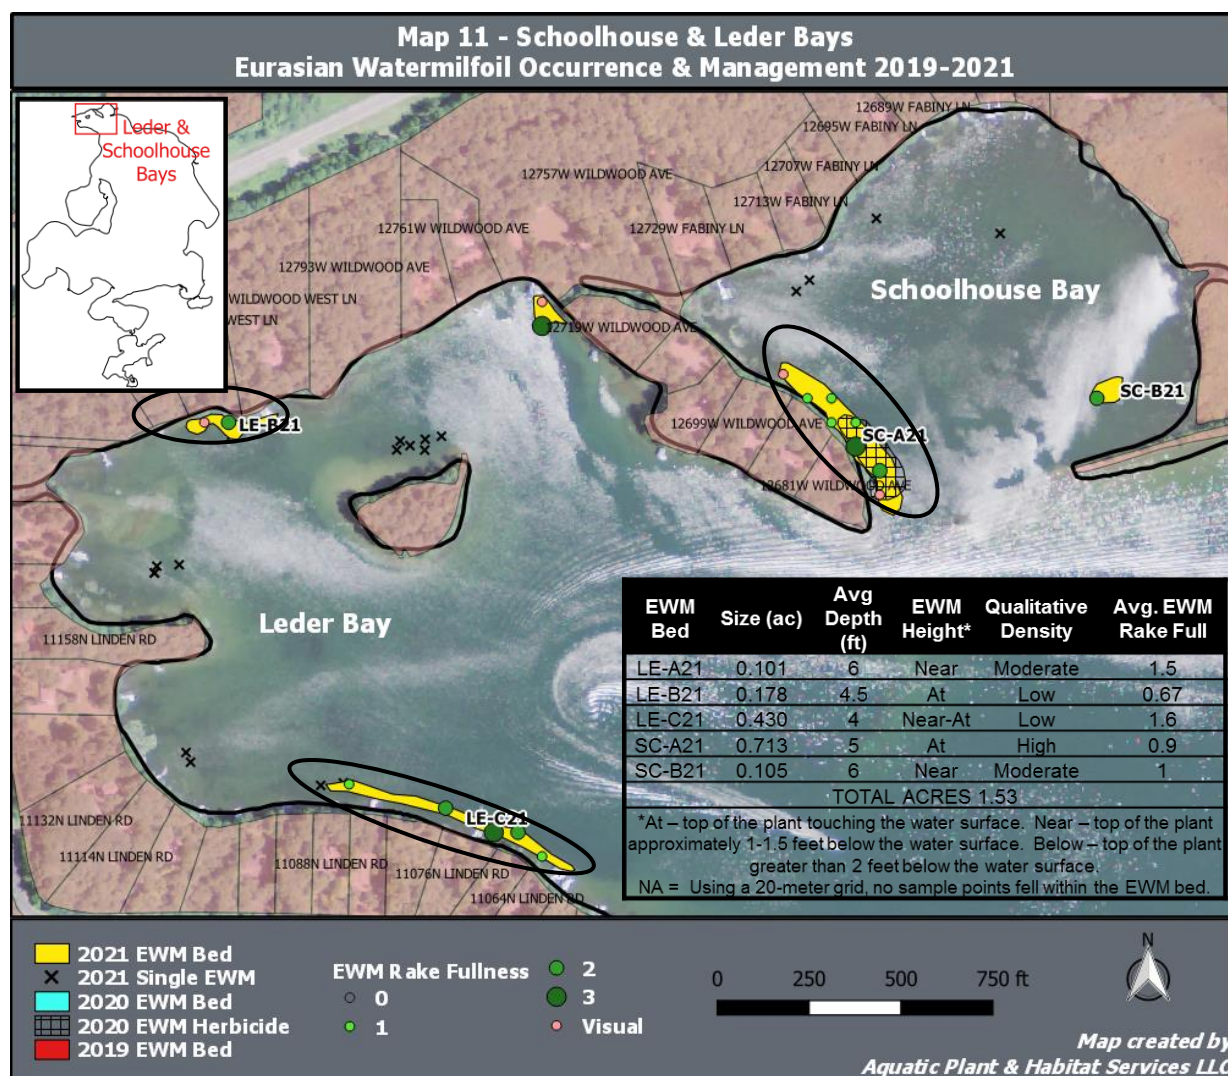 Map 11 - Schoolhouse & Leder Bays
Eurasian Watermilfoil Occurrence & Management 2019-2021
Leder &
Schoolhouse
Bays
12689W FABINY LN
12695W FABINY LN
12707W FABINY LN
12757W WILDWOOD AVE
12713W FABINY LN
12761W WILDWOOD AVE
12729W FABINY LN
12793W WILDWOOD AVE
WILDWOOD WEST LN
WEST LN
Schoolhouse Bay
12719W WILDWOOD AVE
SC-B21
LE-B21
12699W WILDWOOD AVE
SC-A21
12681W WILDWOOD AVE
Leder Bay
11158N LINDEN RD
LE-C21
11132N LINDEN RD
11114N LINDEN RD
11088N LINDEN RD
11076N LINDEN RD
11064N LINDEN RD
EWM Bed Size (ac) Avg Depth (ft) EWM Height* Qualitative Density Avg. EWM Rake Full
LE-A21 0.101 6 Near Moderate 1.5
LE-B21 0.178 4.5 At Low 0.67
LE-C21 0.430 4 Near-At Low 1.6
SC-A21 0.713 5 At High 0.9
SC-B21 0.105 6 Near Moderate 1
TOTAL ACRES 1.53
*At – top of the plant touching the water surface. Near – top of the plant
approximately 1-1.5 feet below the water surface. Below – top of the plant
greater than 2 feet below the water surface.
NA = Using a 20-meter grid, no sample points fell within the EWM bed.
2021 EWM Bed
2021 Single EWM
2020 EWM Bed
2020 EWM Herbicide
2019 EWM Bed
EWM Rake Fullness
0
1
2
3
Visual
0 250 500 750 ft
N
Map created by
Aquatic Plant & Habitat Services LLC